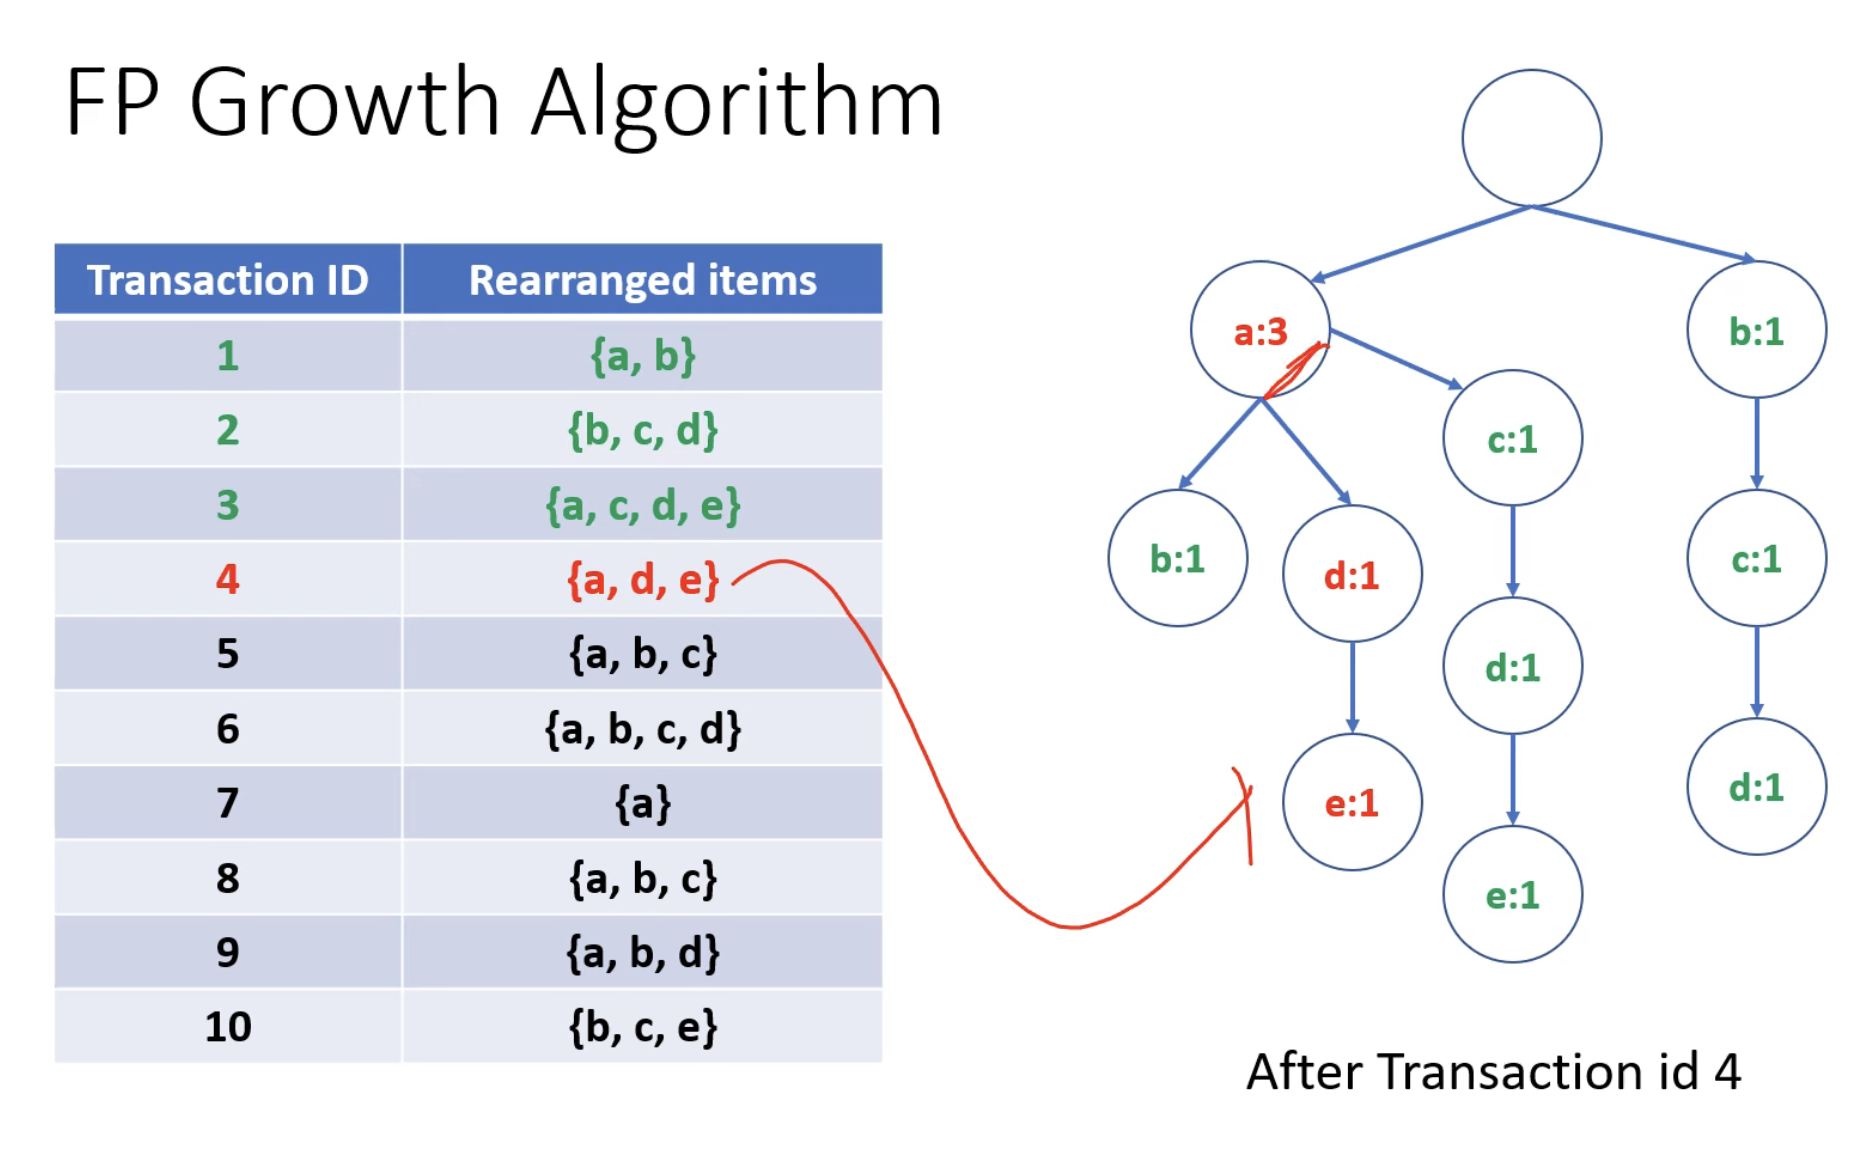 FP Growth Algorithm
Transaction ID Rearranged items
1 {a, b}
2 {b, c, d}
3 {a, c, d, e}
4 {a, d, e}
5 {a, b, c}
6 {a, b, c, d}
7 {a}
8 {a, b, c}
9 {a, b, d}
10 {b, c, e}
a:3
b:1
c:1
b:1
d:1
c:1
d:1
e:1
d:1
e:1
After Transaction id 4